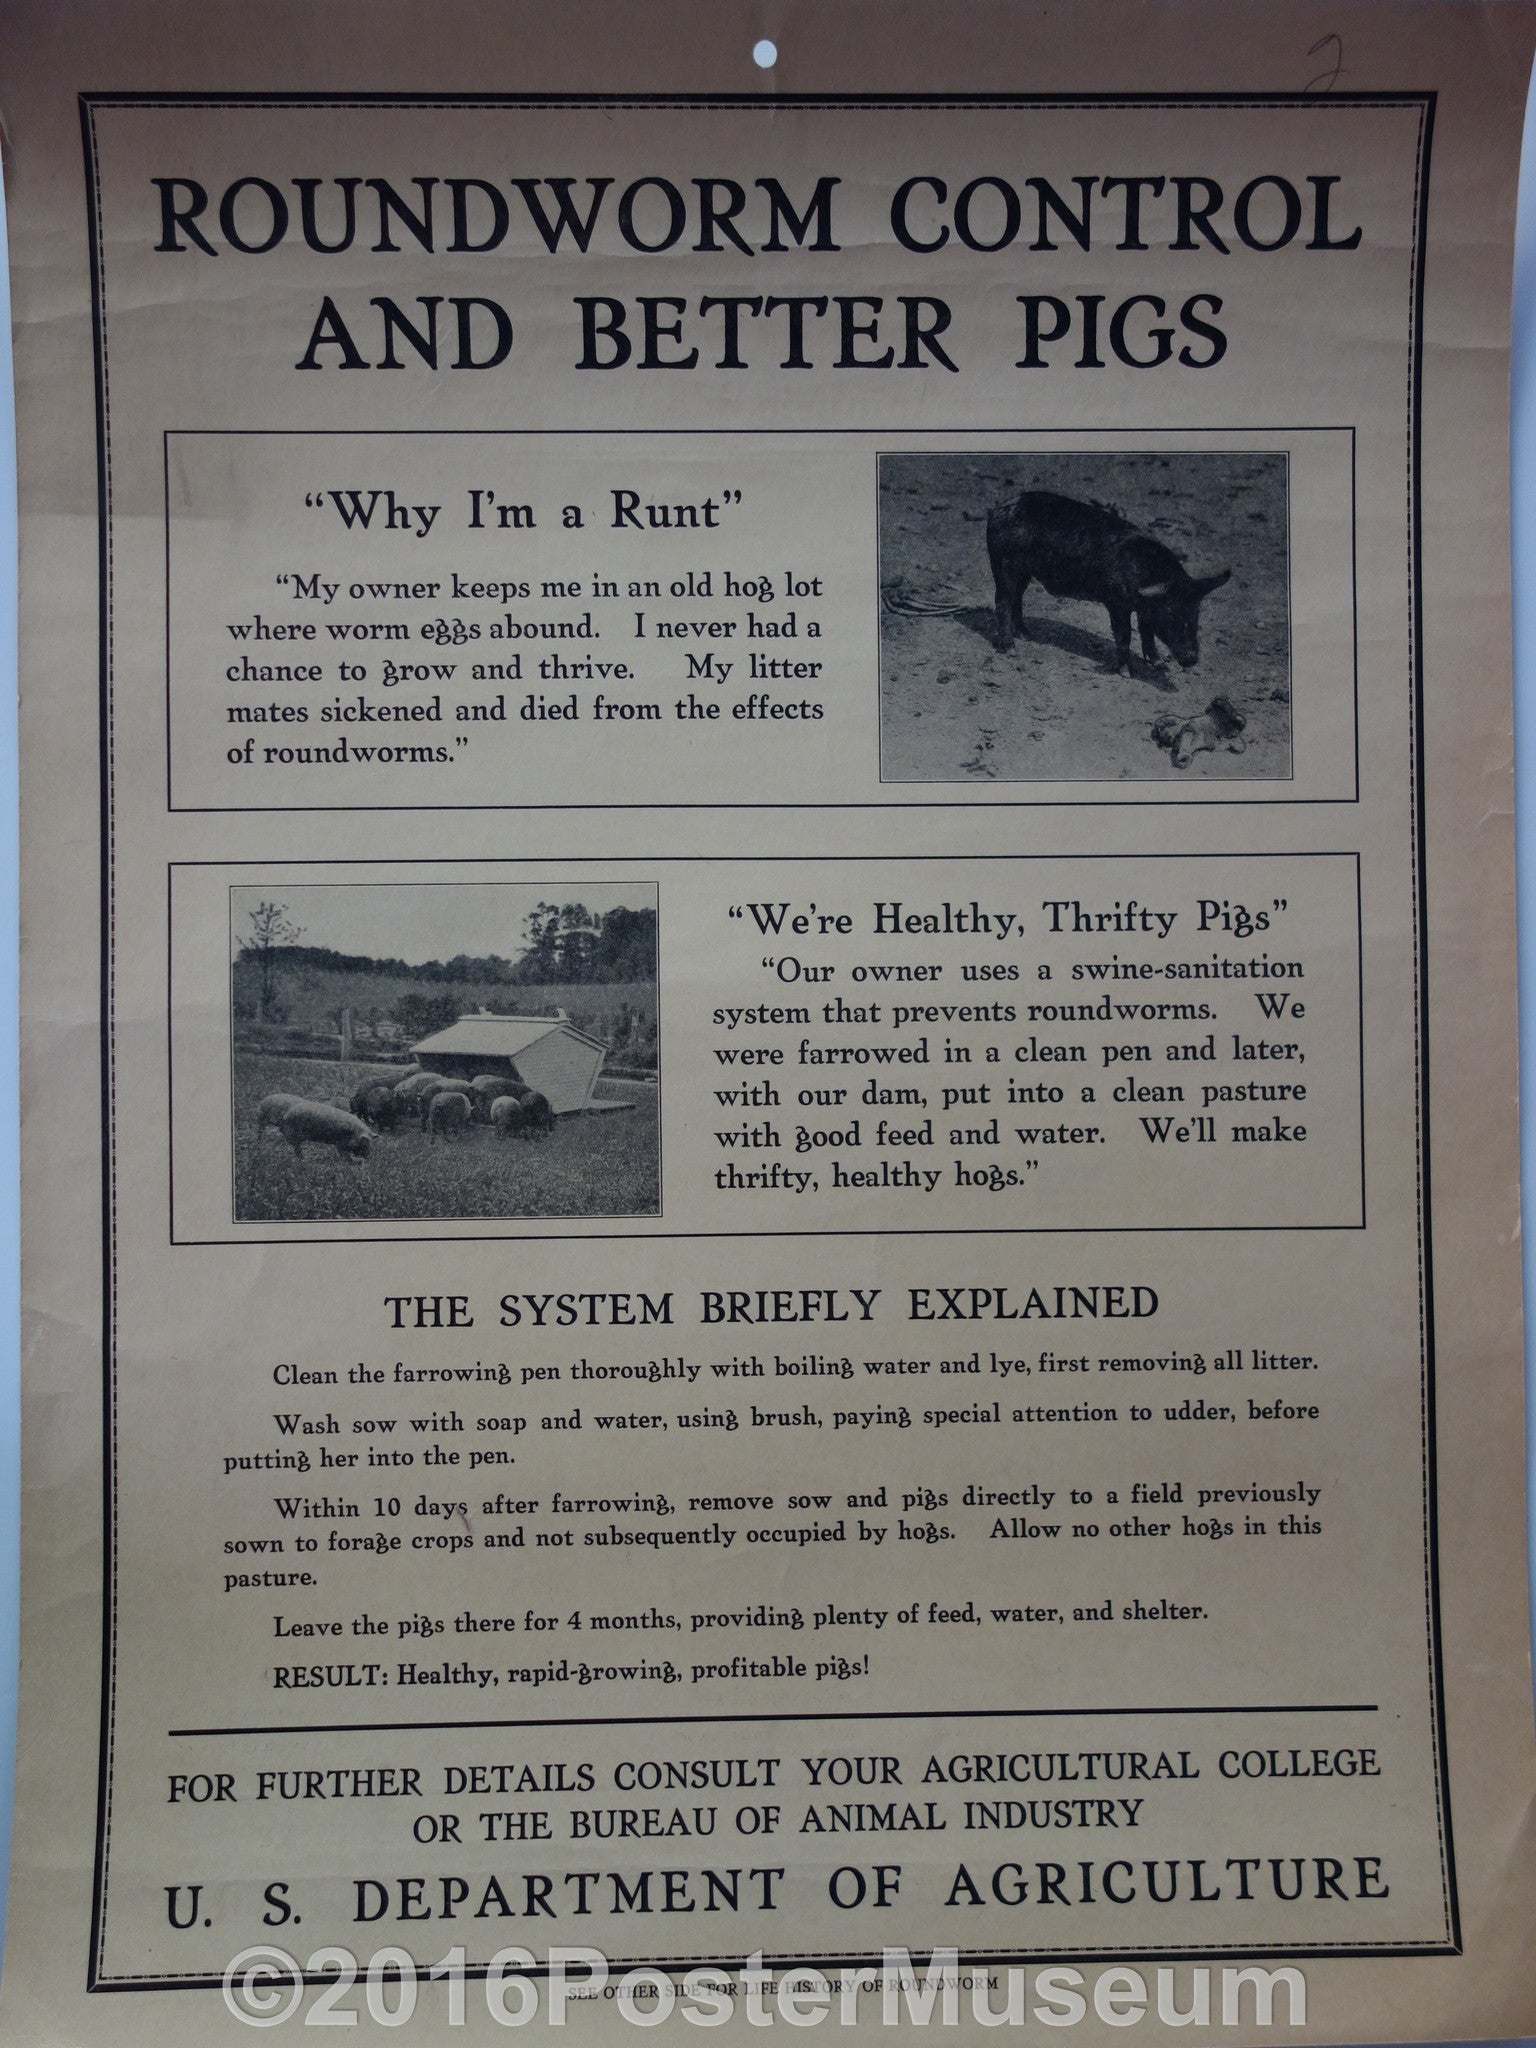 2
ROUNDWORM CONTROL
AND BETTER PIGS
“Why I’m a Runt”
“My owner keeps me in an old hog lot
where worm eggs abound. I never had a
chance to grow and thrive. My litter
mates sickened and died from the effects
of roundworms.”
“We’re Healthy, Thrifty Pigs”
“Our owner uses a swine-sanitation
system that prevents roundworms. We
were farrowed in a clean pen and later,
with our dam, put into a clean pasture
with good feed and water. We’ll make
thrifty, healthy hogs.”
THE SYSTEM BRIEFLY EXPLAINED
Clean the farrowing pen thoroughly with boiling water and lye, first removing all litter.
Wash sow with soap and water, using brush, paying special attention to udder, before
putting her into the pen.
Within 10 days after farrowing, remove sow and pigs directly to a field previously
sown to forage crops and not subsequently occupied by hogs. Allow no other hogs in this
pasture.
Leave the pigs there for 4 months, providing plenty of feed, water, and shelter.
RESULT: Healthy, rapid-growing, profitable pigs!
FOR FURTHER DETAILS CONSULT YOUR AGRICULTURAL COLLEGE
OR THE BUREAU OF ANIMAL INDUSTRY
U. S. DEPARTMENT OF AGRICULTURE
SEE OTHER SIDE FOR LIFE HISTORY OF ROUNDWORM
©2016PosterMuseum